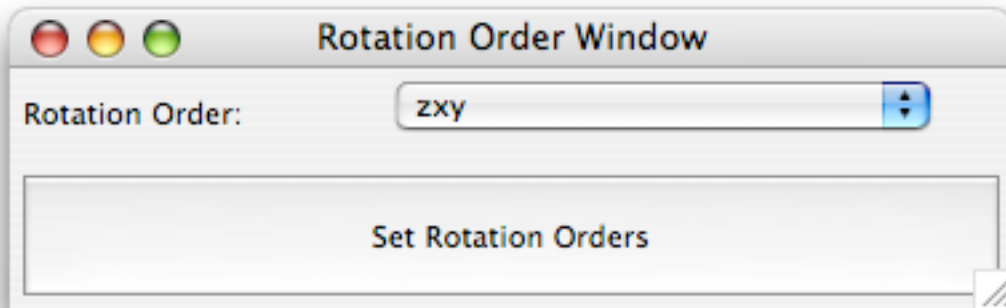 Rotation Order Window
Rotation Order: zxy
Set Rotation Orders